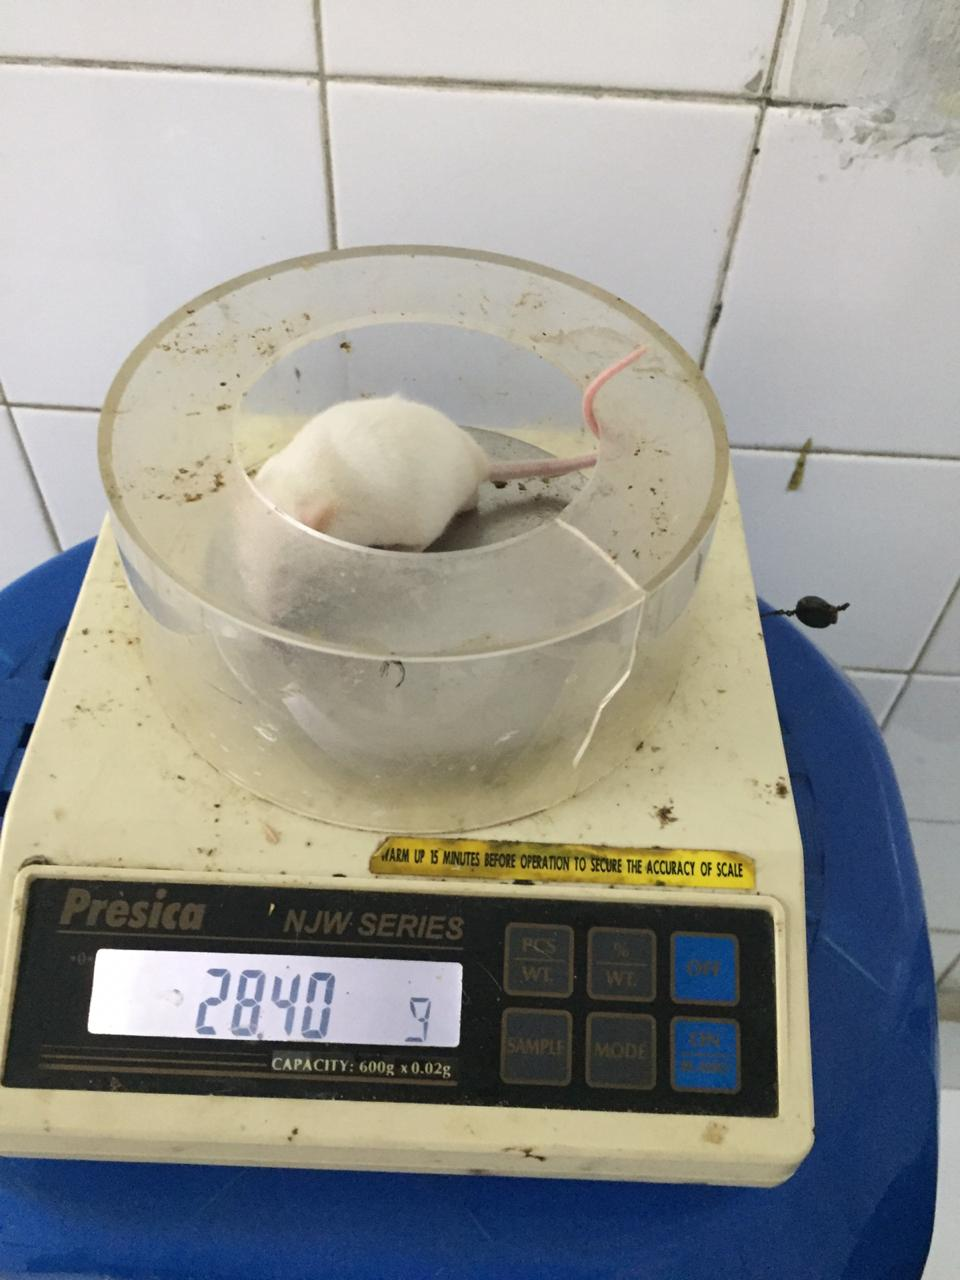 WARM UP 15 MINUTES BEFORE OPERATION TO SECURE THE ACCURACY OF SCALE
Presica
NJW SERIES
PCS
WT.
%
WT.
OFF
*0*
28.40 g
SAMPLE
MODE
ON
CAPACITY: 600g x 0.02g